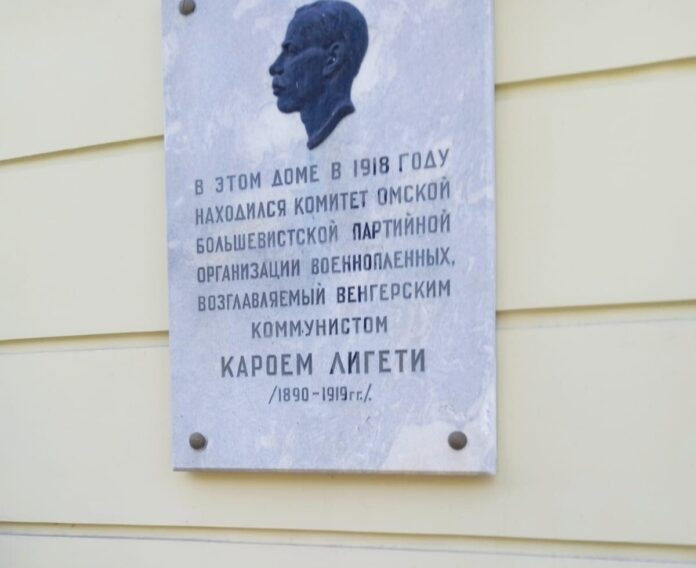 В ЭТОМ ДОМЕ В 1918 ГОДУ
НАХОДИЛСЯ КОМИТЕТ ОМСКОЙ
БОЛЬШЕВИСТСКОЙ ПАРТИЙНОЙ
ОРГАНИЗАЦИИ ВОЕННОПЛЕННЫХ,
ВОЗГЛАВЛЯЕМЫЙ ВЕНГЕРСКИМ
КОММУНИСТОМ
КАРОЕМ ЛИГЕТИ
/1890-1919гг./.